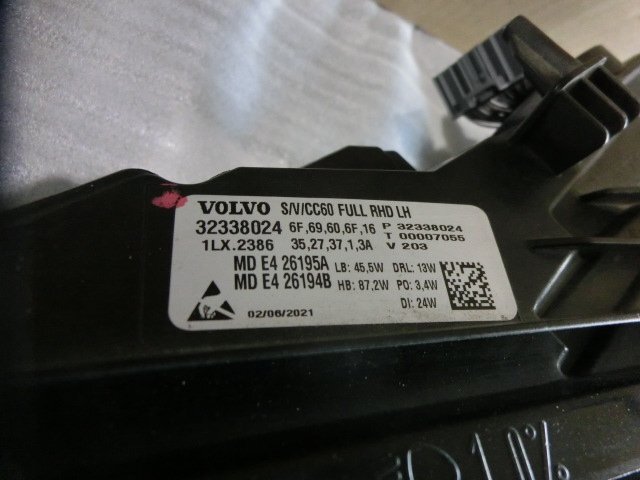 VOLVO S/V/CC60 FULL RHD LH
32338024 6F,69,60,6F,16 P 32338024
T 00007055
1LX.2386 35,27,37,1,3A V 203
MD E4 26195A LB: 45,5W DRL: 13W
MD E4 26194B HB: 87,2W PO: 3,4W
DI: 24W
02/06/2021
1.0%